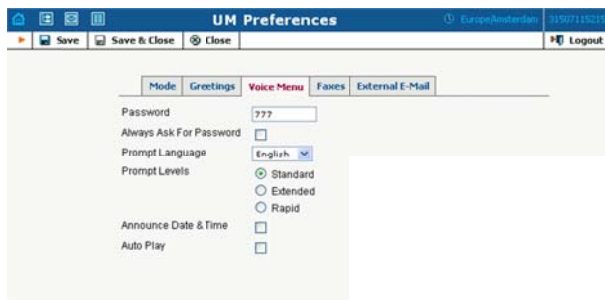 UM Preferences Europe/Amsterdam 31507115215
Save Save & Close Close Logout
Mode Greetings Voice Menu Faxes External E-Mail
Password 777
Always Ask For Password
Prompt Language English
Prompt Levels Standard
Extended
Rapid
Announce Date & Time
Auto Play